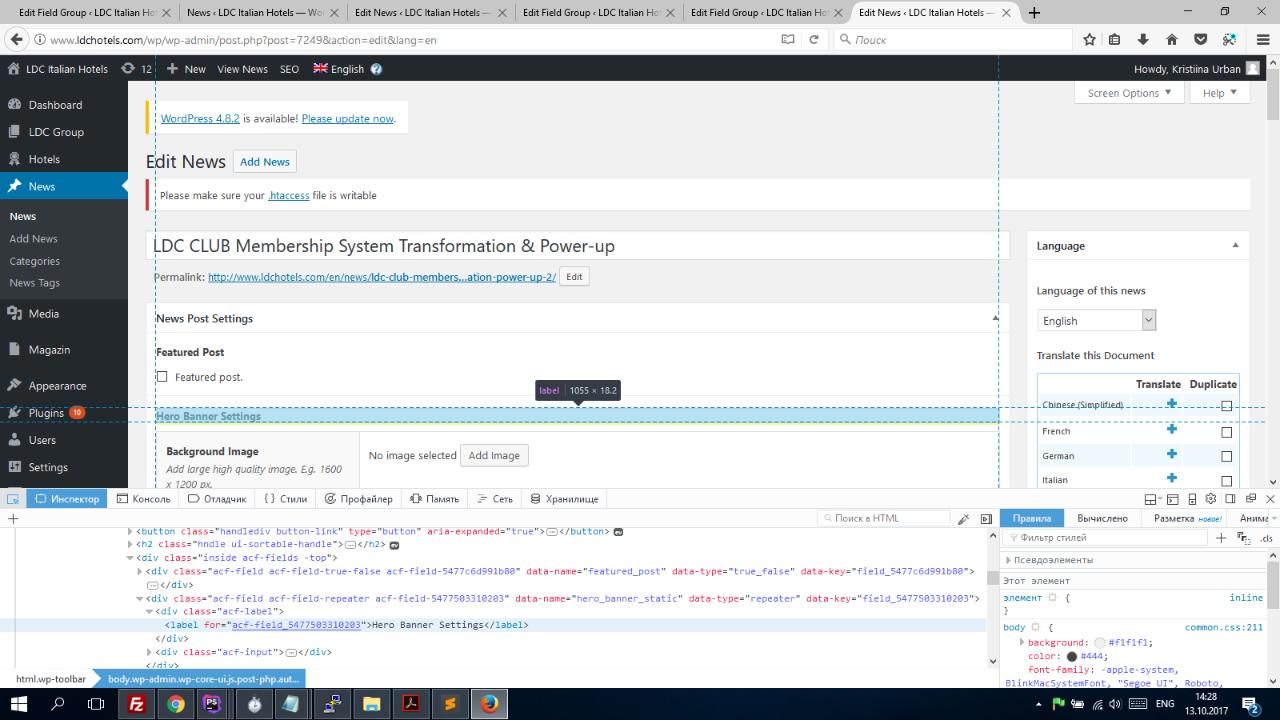 Edit Field Group ‹ LDC Italian Hot
News ‹ LDC Italian Hotels — Wo
Edit News ‹ LDC Italian Hotels —
Edit Field Group ‹ LDC Italian Hot
Edit Field Group ‹ LDC Italian Hot
Edit News ‹ LDC Italian Hotels —
www.ldchotels.com/wp/wp-admin/post.php?post=7249&action=edit&lang=en
Поиск
LDC Italian Hotels 12 New View News SEO English
Howdy, Kristiina Urban
Screen Options
Help
Dashboard
LDC Group
Hotels
News
News
Add News
Categories
News Tags
Media
Magazin
Appearance
Plugins 10
Users
Settings
WordPress 4.8.2 is available! Please update now.
Edit News Add News
Please make sure your .htaccess file is writable
LDC CLUB Membership System Transformation & Power-up
Permalink: http://www.ldchotels.com/en/news/ldc-club-members...ation-power-up-2/ Edit
News Post Settings
Featured Post
Featured post.
label 1055 × 18.2
Hero Banner Settings
Background Image
Add large high quality image. E.g. 1600
x 1200 px.
No image selected Add Image
Language
Language of this news
English
Translate this Document
Translate Duplicate
Chinese (Simplified)
French
German
Italian
Инспектор Консоль Отладчик {} Стили Профайлер Память Сеть Хранилище
Поиск в HTML
<button class="handlediv button-link" type="button" aria-expanded="true"></button> ev
<h2 class="hndle ui-sortable-handle"></h2> ev
<div class="inside acf-fields -top">
<div class="acf-field acf-field-true-false acf-field-5477c6d991b80" data-name="featured_post" data-type="true_false" data-key="field_5477c6d991b80">
</div>
<div class="acf-field acf-field-repeater acf-field-5477503310203" data-name="hero_banner_static" data-type="repeater" data-key="field_5477503310203">
<div class="acf-label">
<label for="acf-field_5477503310203">Hero Banner Settings</label>
</div>
<div class="acf-input"></div>
</div>
html.wp-toolbar
body.wp-admin.wp-core-ui.js.post-php.aut...
Правила Вычислено Разметка новое! Анима
Фильтр стилей
.cls
Псевдоэлементы
Этот элемент
элемент { inline
}
body { common.css:211
background: #f1f1f1;
color: #444;
font-family: -apple-system,
BlinkMacSystemFont, "Segoe UI", Roboto,
ENG
14:28
13.10.2017
2